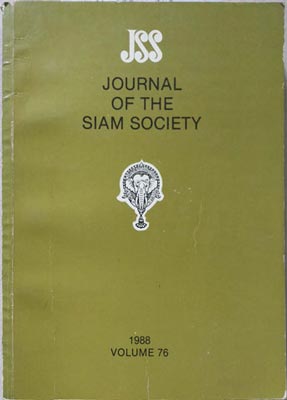 JSS
JOURNAL
OF THE
SIAM SOCIETY
1988
VOLUME 76